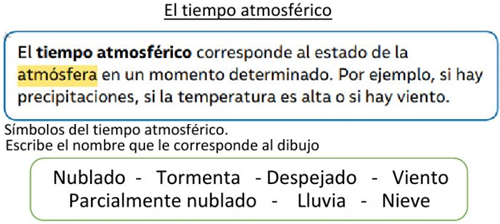 El tiempo atmosférico
El tiempo atmosférico corresponde al estado de la
atmósfera en un momento determinado. Por ejemplo, si hay
precipitaciones, si la temperatura es alta o si hay viento.
Símbolos del tiempo atmosférico.
Escribe el nombre que le corresponde al dibujo
Nublado - Tormenta - Despejado - Viento
Parcialmente nublado - Lluvia - Nieve